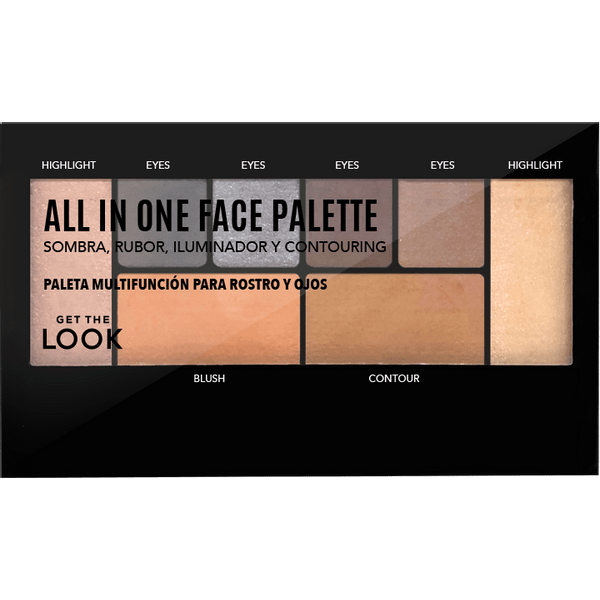 HIGHLIGHT EYES EYES EYES EYES HIGHLIGHT
ALL IN ONE FACE PALETTE
SOMBRA, RUBOR, ILUMINADOR Y CONTOURING
PALETA MULTIFUNCIÓN PARA ROSTRO Y OJOS
GET THE
LOOK
BLUSH CONTOUR